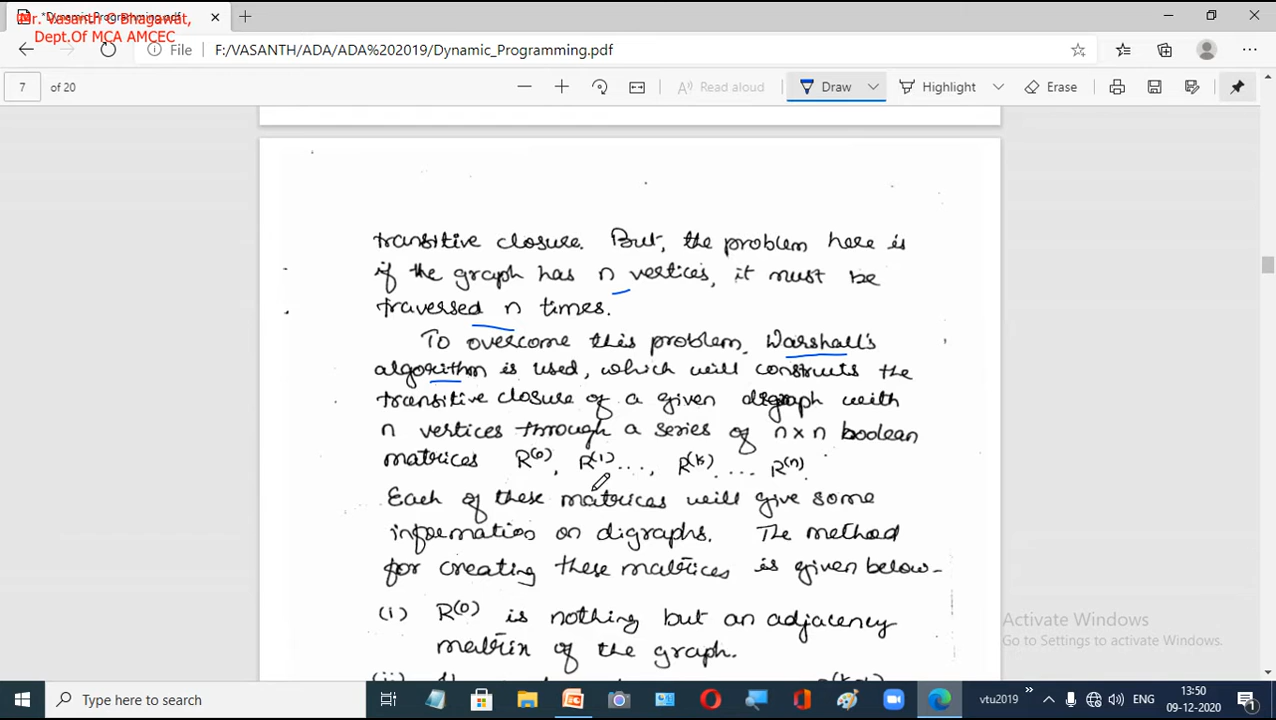 *Dynamic_Programming.pdf
Dr. Vasanth G Bhagawat,
Dept.Of MCA AMCEC
File F:/VASANTH/ADA/ADA%202019/Dynamic_Programming.pdf
7 of 20 Read aloud Draw Highlight Erase
transitive closure. But, the problem here is
if the graph has n vertices, it must be
traversed n times.
To overcome this problem, Warshall's
algorithm is used, which will constructs the
transitive closure of a given digraph with
n vertices through a series of n x n boolean
matrices R(0), R(1)..., R(k) ... R(n).
Each of these matrices will give some
information on digraphs. The method
for creating these matrices is given below-
(i) R(0) is nothing but an adjacency
matrix of the graph.
Activate Windows
Go to Settings to activate Windows.
Type here to search
vtu2019 » ENG 13:50
09-12-2020
1